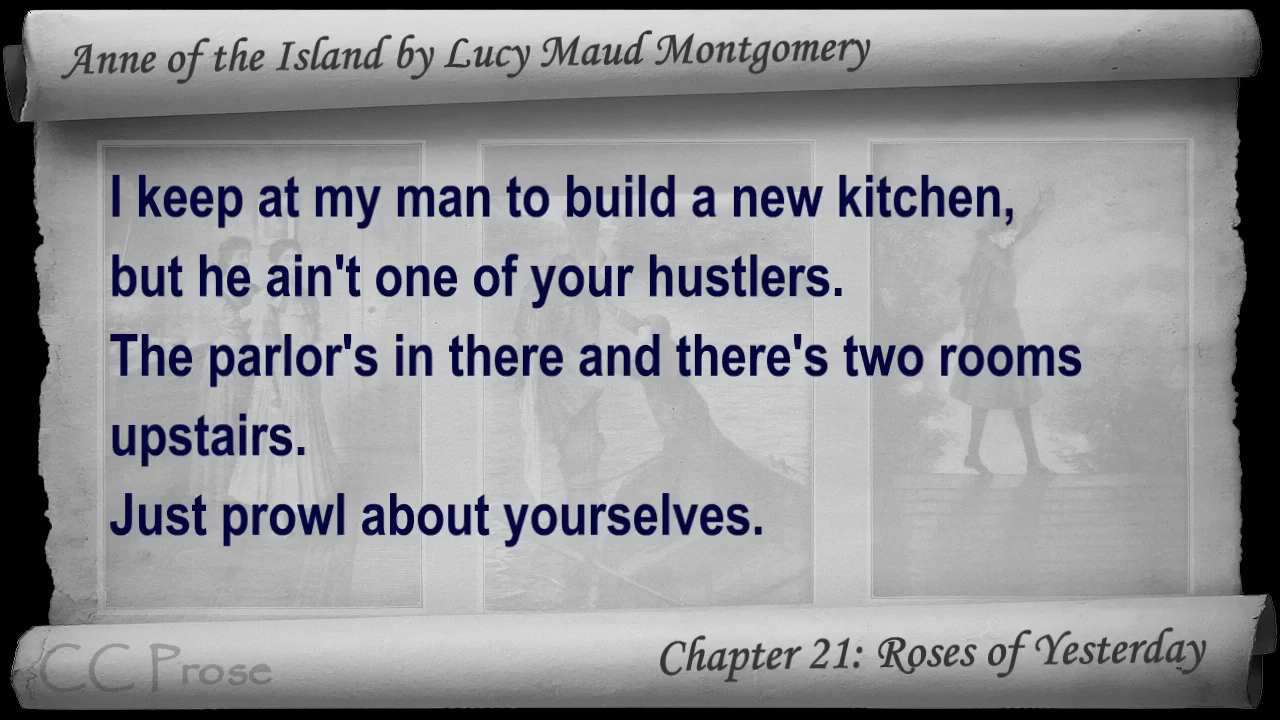 Anne of the Island by Lucy Maud Montgomery
I keep at my man to build a new kitchen,
but he ain't one of your hustlers.
The parlor's in there and there's two rooms
upstairs.
Just prowl about yourselves.
CC Prose
Chapter 21: Roses of Yesterday